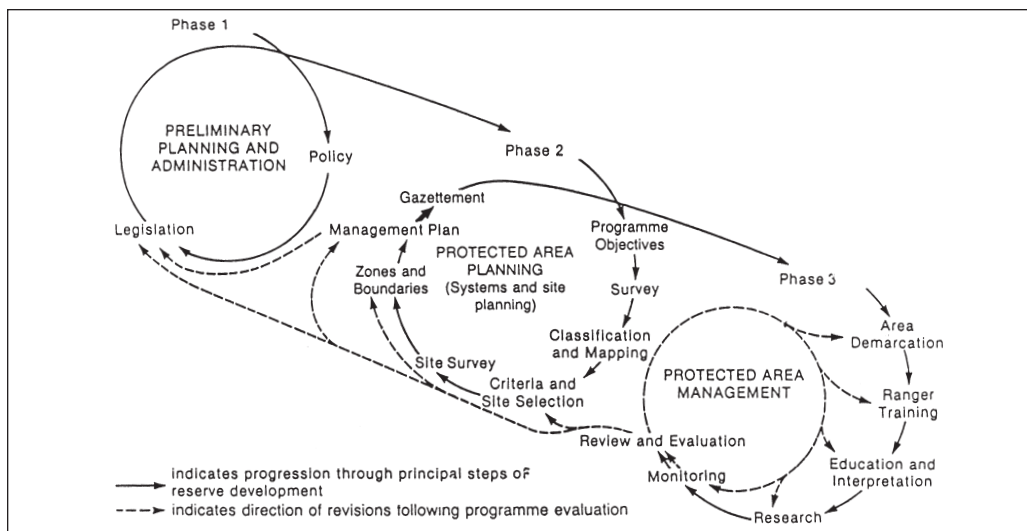 Phase 1
PRELIMINARY
PLANNING AND
ADMINISTRATION
Policy
Legislation
Phase 2
Gazettement
Management Plan
Programme
Objectives
PROTECTED AREA
PLANNING
(Systems and site
planning)
Zones and
Boundaries
Survey
Classification
and Mapping
Site Survey
Criteria and
Site Selection
Phase 3
Area
Demarcation
PROTECTED AREA
MANAGEMENT
Ranger
Training
Review and Evaluation
Education and
Interpretation
Monitoring
Research
indicates progression through principal steps of
reserve development
indicates direction of revisions following programme evaluation